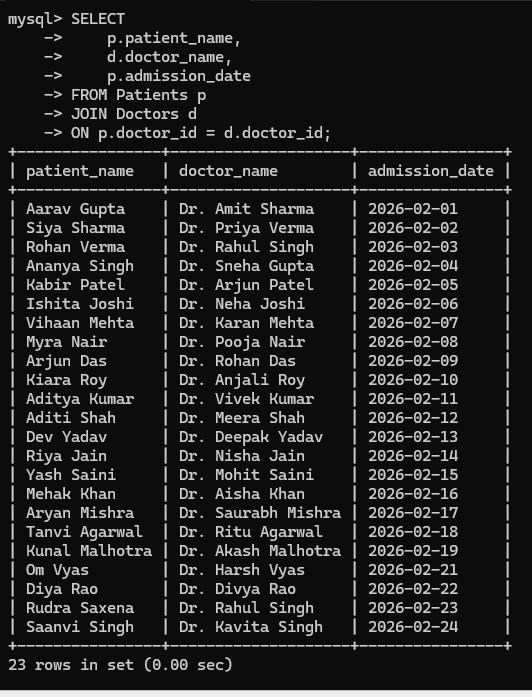 mysql> SELECT
    ->     p.patient_name,
    ->     d.doctor_name,
    ->     p.admission_date
    -> FROM Patients p
    -> JOIN Doctors d
    -> ON p.doctor_id = d.doctor_id;
+----------------+--------------------+----------------+
| patient_name   | doctor_name        | admission_date |
+----------------+--------------------+----------------+
| Aarav Gupta    | Dr. Amit Sharma    | 2026-02-01     |
| Siya Sharma    | Dr. Priya Verma    | 2026-02-02     |
| Rohan Verma    | Dr. Rahul Singh    | 2026-02-03     |
| Ananya Singh   | Dr. Sneha Gupta    | 2026-02-04     |
| Kabir Patel    | Dr. Arjun Patel    | 2026-02-05     |
| Ishita Joshi   | Dr. Neha Joshi     | 2026-02-06     |
| Vihaan Mehta   | Dr. Karan Mehta    | 2026-02-07     |
| Myra Nair      | Dr. Pooja Nair     | 2026-02-08     |
| Arjun Das      | Dr. Rohan Das      | 2026-02-09     |
| Kiara Roy      | Dr. Anjali Roy     | 2026-02-10     |
| Aditya Kumar   | Dr. Vivek Kumar    | 2026-02-11     |
| Aditi Shah     | Dr. Meera Shah     | 2026-02-12     |
| Dev Yadav      | Dr. Deepak Yadav   | 2026-02-13     |
| Riya Jain      | Dr. Nisha Jain     | 2026-02-14     |
| Yash Saini     | Dr. Mohit Saini    | 2026-02-15     |
| Mehak Khan     | Dr. Aisha Khan     | 2026-02-16     |
| Aryan Mishra   | Dr. Saurabh Mishra | 2026-02-17     |
| Tanvi Agarwal  | Dr. Ritu Agarwal   | 2026-02-18     |
| Kunal Malhotra | Dr. Akash Malhotra | 2026-02-19     |
| Om Vyas        | Dr. Harsh Vyas     | 2026-02-21     |
| Diya Rao       | Dr. Divya Rao      | 2026-02-22     |
| Rudra Saxena   | Dr. Rahul Singh    | 2026-02-23     |
| Saanvi Singh   | Dr. Kavita Singh   | 2026-02-24     |
+----------------+--------------------+----------------+
23 rows in set (0.00 sec)